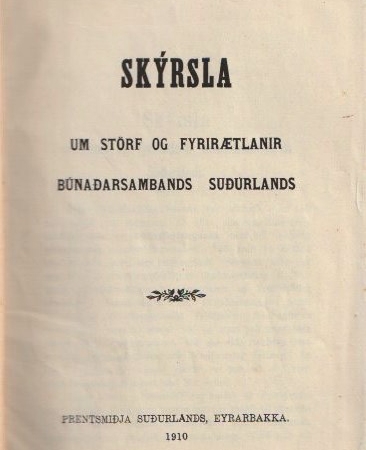 SKÝRSLA
UM STÖRF OG FYRIRÆTLANIR
BÚNAÐARSAMBANDS SUÐURLANDS
PRENTSMIÐJA SUÐURLANDS, EYRARBAKKA.
1910